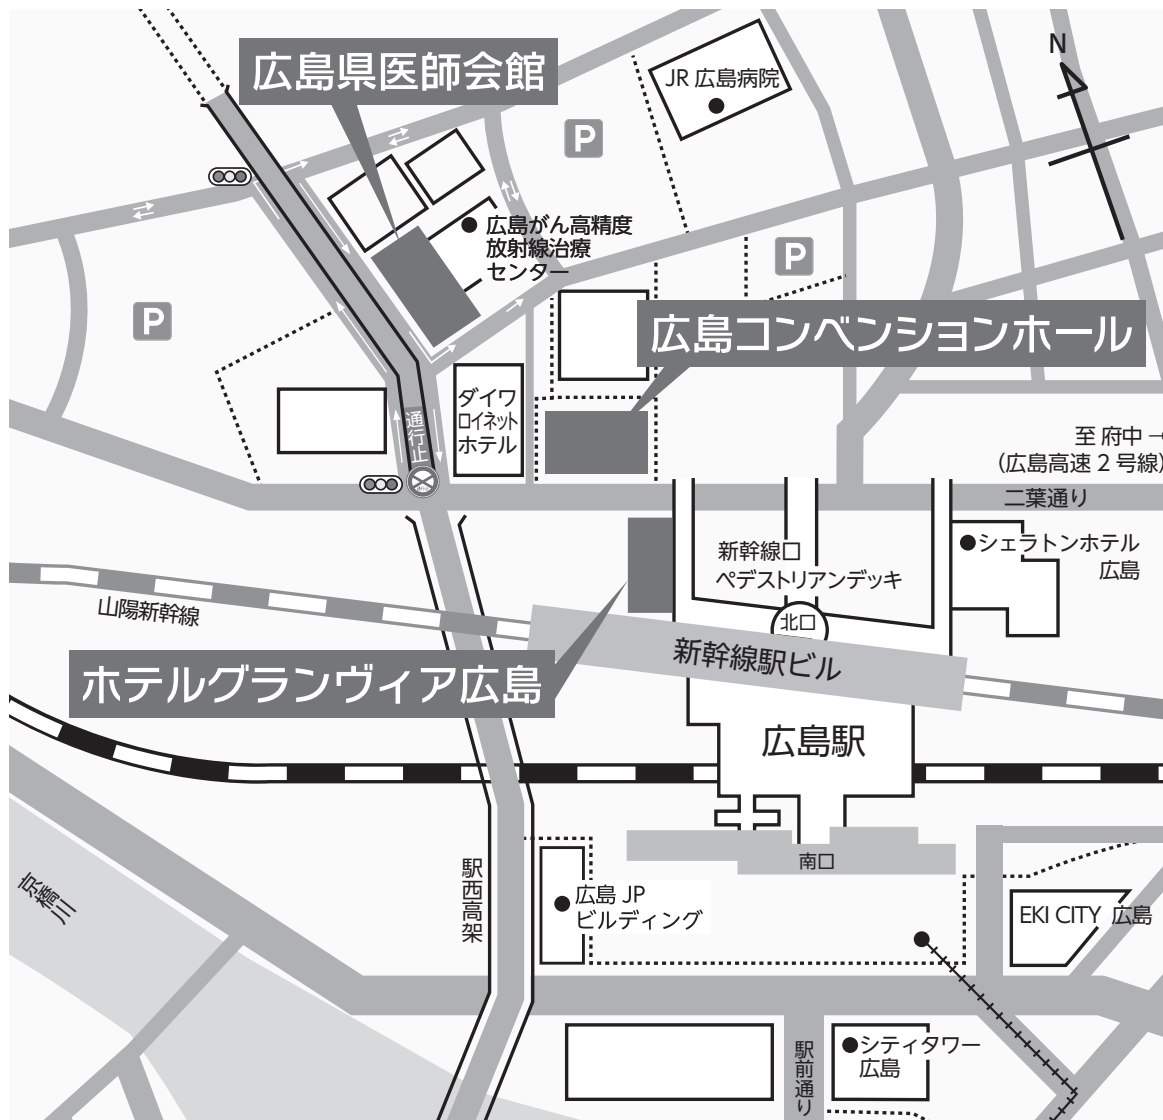 N
広島県医師会館
JR 広島病院
P
広島がん高精度
放射線治療
センター
P
P
広島コンベンションホール
ダイワ
ロイネット
ホテル
通行止
至 府中 →
(広島高速 2 号線)
二葉通り
新幹線口
ペデストリアンデッキ
シェラトンホテル
広島
北口
山陽新幹線
新幹線駅ビル
ホテルグランヴィア広島
広島駅
南口
駅西高架
京橋川
広島 JP
ビルディング
EKI CITY 広島
駅前通り
シティタワー
広島